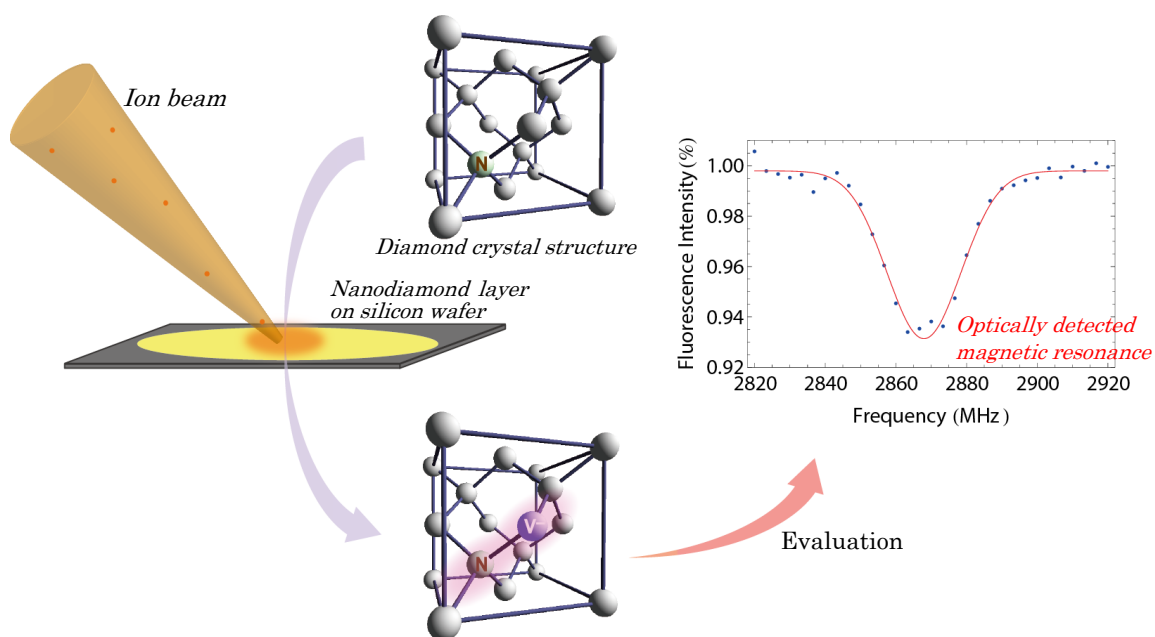 Ion beam
N
Diamond crystal structure
Nanodiamond layer
on silicon wafer
Fluorescence Intensity (%)
1.00
0.98
0.96
0.94
0.92
2820 2840 2860 2880 2900 2920
Frequency (MHz)
Optically detected
magnetic resonance
V−
N
Evaluation